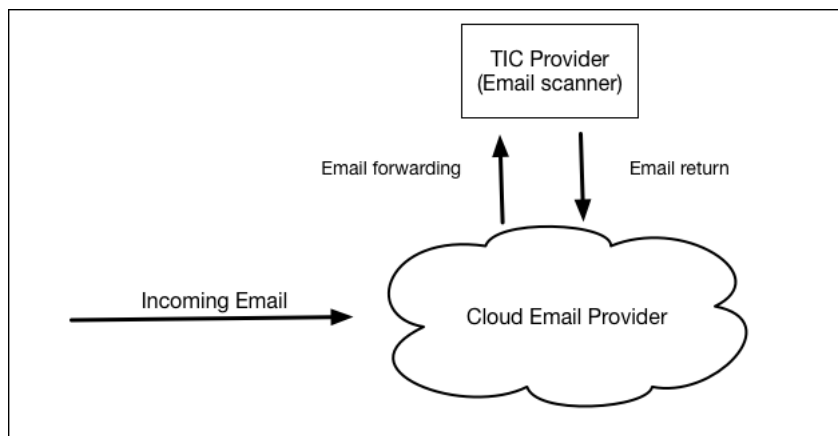 TIC Provider
(Email scanner)
Email forwarding
Email return
Incoming Email
Cloud Email Provider